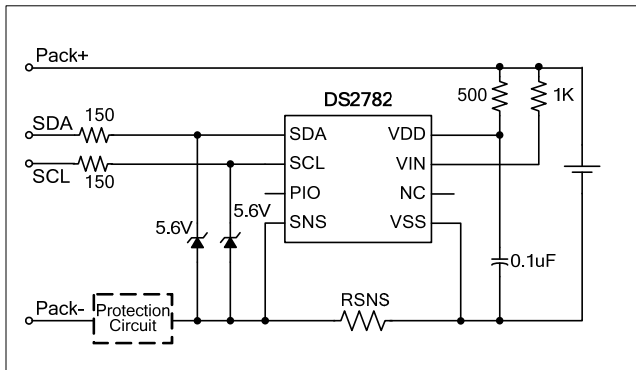 Pack+
500
1K
DS2782
150
SDA
SDA
VDD
SCL
150
SCL
VIN
PIO
NC
SNS
VSS
5.6V
5.6V
0.1uF
RSNS
Pack-
Protection
Circuit